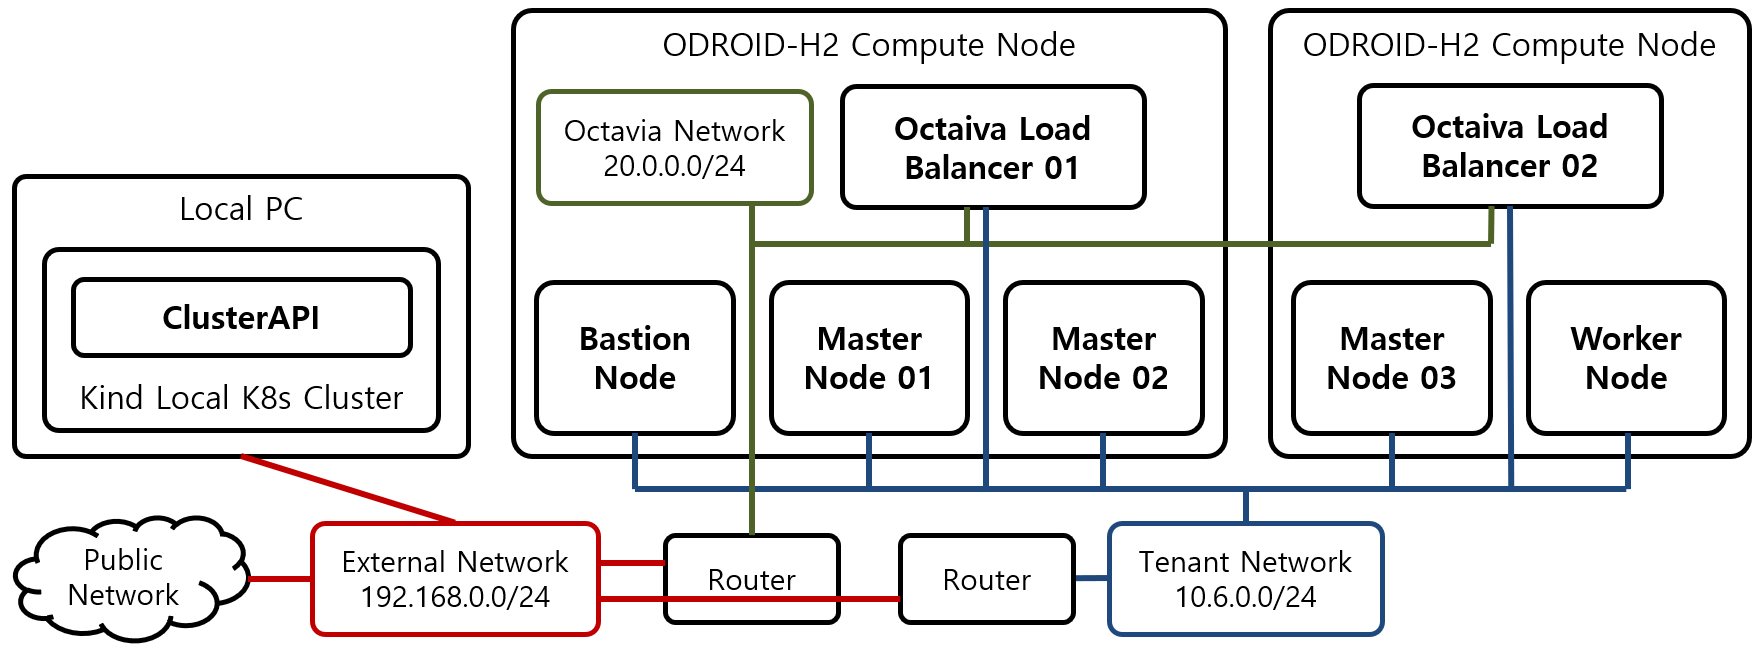 ODROID-H2 Compute Node
Octavia Network
20.0.0.0/24
Octaiva Load
Balancer 01
Bastion
Node
Master
Node 01
Master
Node 02
ODROID-H2 Compute Node
Octaiva Load
Balancer 02
Master
Node 03
Worker
Node
Local PC
ClusterAPI
Kind Local K8s Cluster
Public
Network
External Network
192.168.0.0/24
Router
Router
Tenant Network
10.6.0.0/24